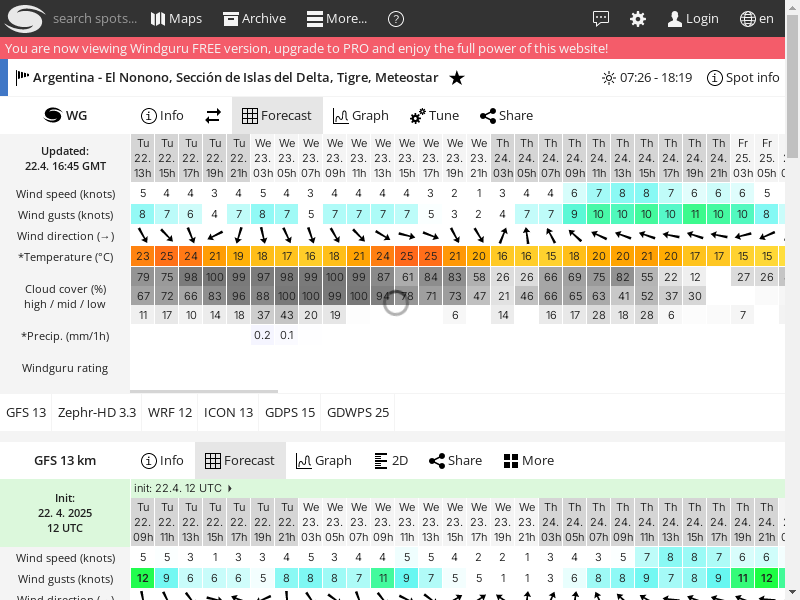 search spots...
Maps
Archive
More...
Login
en
You are now viewing Windguru FREE version, upgrade to PRO and enjoy the full power of this website!
Argentina - El Nonono, Sección de Islas del Delta, Tigre, Meteostar ★
07:26 - 18:19
Spot info
WG
Info
Forecast
Graph
Tune
Share
Updated:
22.4. 16:45 GMT
Tu Tu Tu Tu Tu We We We We We We We We We We Th Th Th Th Th Th Th Th Th Th Fr Fr
22. 22. 22. 22. 22. 23. 23. 23. 23. 23. 23. 23. 23. 23. 23. 24. 24. 24. 24. 24. 24. 24. 24. 24. 24. 25. 25.
13h 15h 17h 19h 21h 03h 05h 07h 09h 11h 13h 15h 17h 19h 21h 03h 05h 07h 09h 11h 13h 15h 17h 19h 21h 03h 05h
Wind speed (knots) 5 4 4 3 4 5 4 3 4 4 4 4 3 2 1 3 4 4 6 7 8 8 7 6 6 6 5
Wind gusts (knots) 8 7 6 4 7 8 7 5 7 7 7 7 5 3 2 4 7 7 9 10 10 10 10 11 10 10 8
Wind direction (→)
*Temperature (°C) 23 25 24 21 19 18 17 16 18 21 24 25 25 21 20 16 16 15 18 20 20 21 20 17 17 15 15
Cloud cover (%)
high / mid / low
79 75 98 100 99 97 98 99 100 99 87 61 84 83 58 26 26 66 69 75 82 55 22 12 27 26
67 72 66 83 96 88 100 100 99 100 94 78 71 73 47 21 46 66 65 63 41 52 37 30
11 17 10 14 18 37 43 20 19 6 14 16 17 28 18 28 6 7
*Precip. (mm/1h) 0.2 0.1
Windguru rating
GFS 13
Zephr-HD 3.3
WRF 12
ICON 13
GDPS 15
GDWPS 25
GFS 13 km
Info
Forecast
Graph
2D
Share
More
init: 22.4. 12 UTC
Init:
22. 4. 2025
12 UTC
Tu Tu Tu Tu Tu Tu Tu We We We We We We We We We We Th Th Th Th Th Th Th Th Th Th
22. 22. 22. 22. 22. 22. 22. 23. 23. 23. 23. 23. 23. 23. 23. 23. 23. 24. 24. 24. 24. 24. 24. 24. 24. 24. 24.
09h 11h 13h 15h 17h 19h 21h 03h 05h 07h 09h 11h 13h 15h 17h 19h 21h 03h 05h 07h 09h 11h 13h 15h 17h 19h 21h
Wind speed (knots) 5 5 3 1 3 3 4 5 3 4 4 5 5 4 2 2 1 3 4 3 5 7 8 8 7 6 6
Wind gusts (knots) 12 9 6 6 6 5 8 8 8 7 11 9 7 5 5 1 1 3 6 8 8 9 7 8 9 11 12
Wind direction (→)